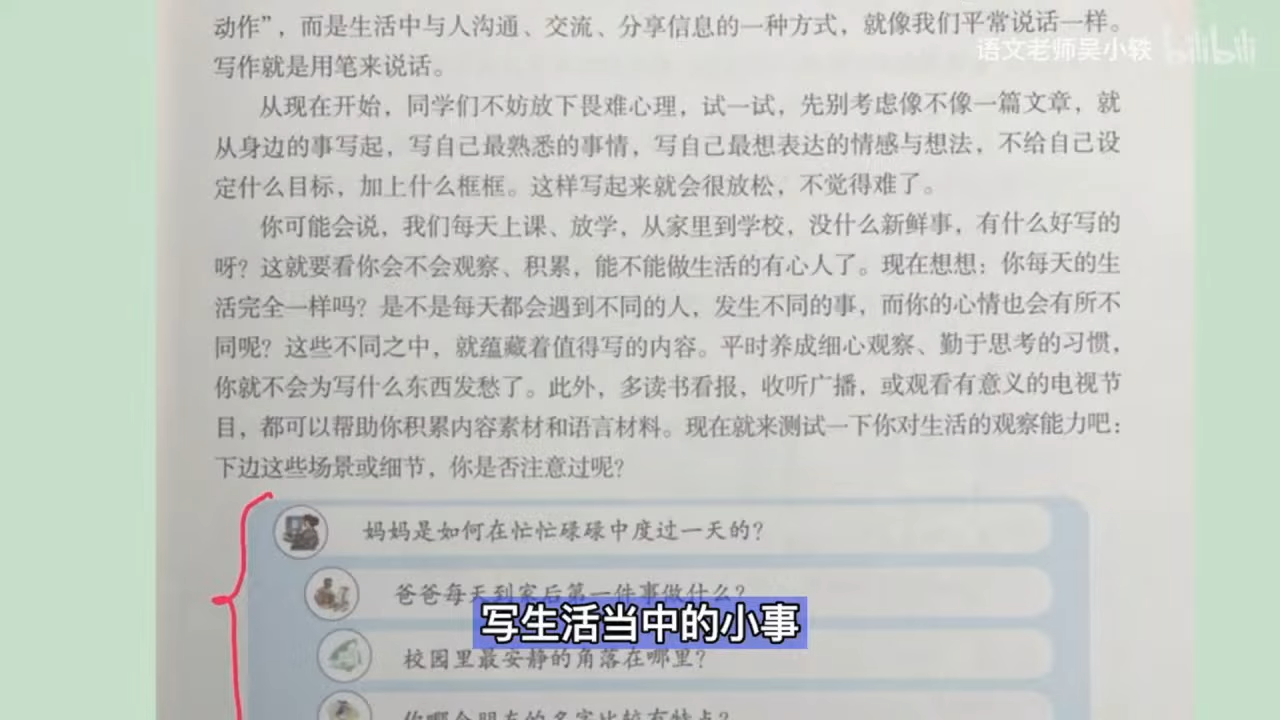 动作”，而是生活中与人沟通、交流、分享信息的一种方式，就像我们平常说话一样。
语文老师吴小轶 bilibili
写作就是用笔来说话。
从现在开始，同学们不妨放下畏难心理，试一试，先别考虑像不像一篇文章，就
从身边的事写起，写自己最熟悉的事情，写自己最想表达的情感与想法，不给自己设
定什么目标，加上什么框框。这样写起来就会很放松，不觉得难了。
你可能会说，我们每天上课、放学，从家里到学校，没什么新鲜事，有什么好写的
呀？这就要看你会不会观察、积累，能不能做生活的有心人了。现在想想：你每天的生
活完全一样吗？是不是每天都会遇到不同的人，发生不同的事，而你的心情也会有所不
同呢？这些不同之中，就蕴藏着值得写的内容。平时养成细心观察、勤于思考的习惯，
你就不会为写什么东西发愁了。此外，多读书看报，收听广播，或观看有意义的电视节
目，都可以帮助你积累内容素材和语言材料。现在就来测试一下你对生活的观察能力吧：
下边这些场景或细节，你是否注意过呢？
妈妈是如何在忙忙碌碌中度过一天的？
爸爸每天到家后第一件事做什么？
写生活当中的小事
校园里最安静的角落在哪里？
你哪个朋友的名字比较有特点？